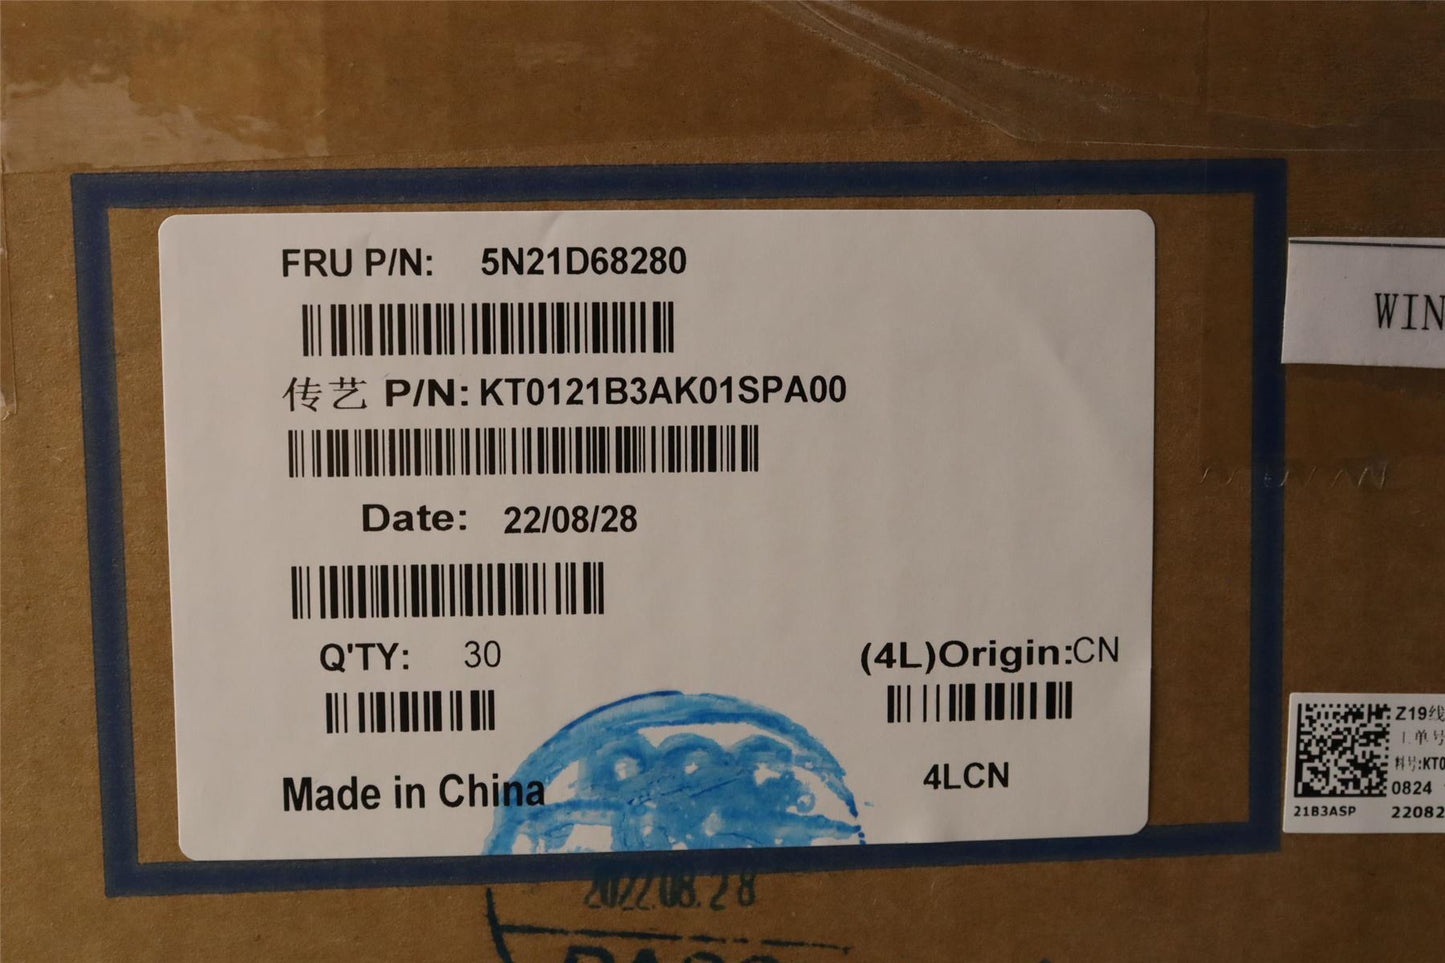 FRU P/N: 5N21D68280
传艺 P/N: KT0121B3AK01SPA00
Date: 22/08/28
Q'TY: 30
(4L)Origin:CN
Made in China
4LCN
2022.08.28
WIN
Z19线
工单号
料号:KT0
0824
21B3ASP 22082